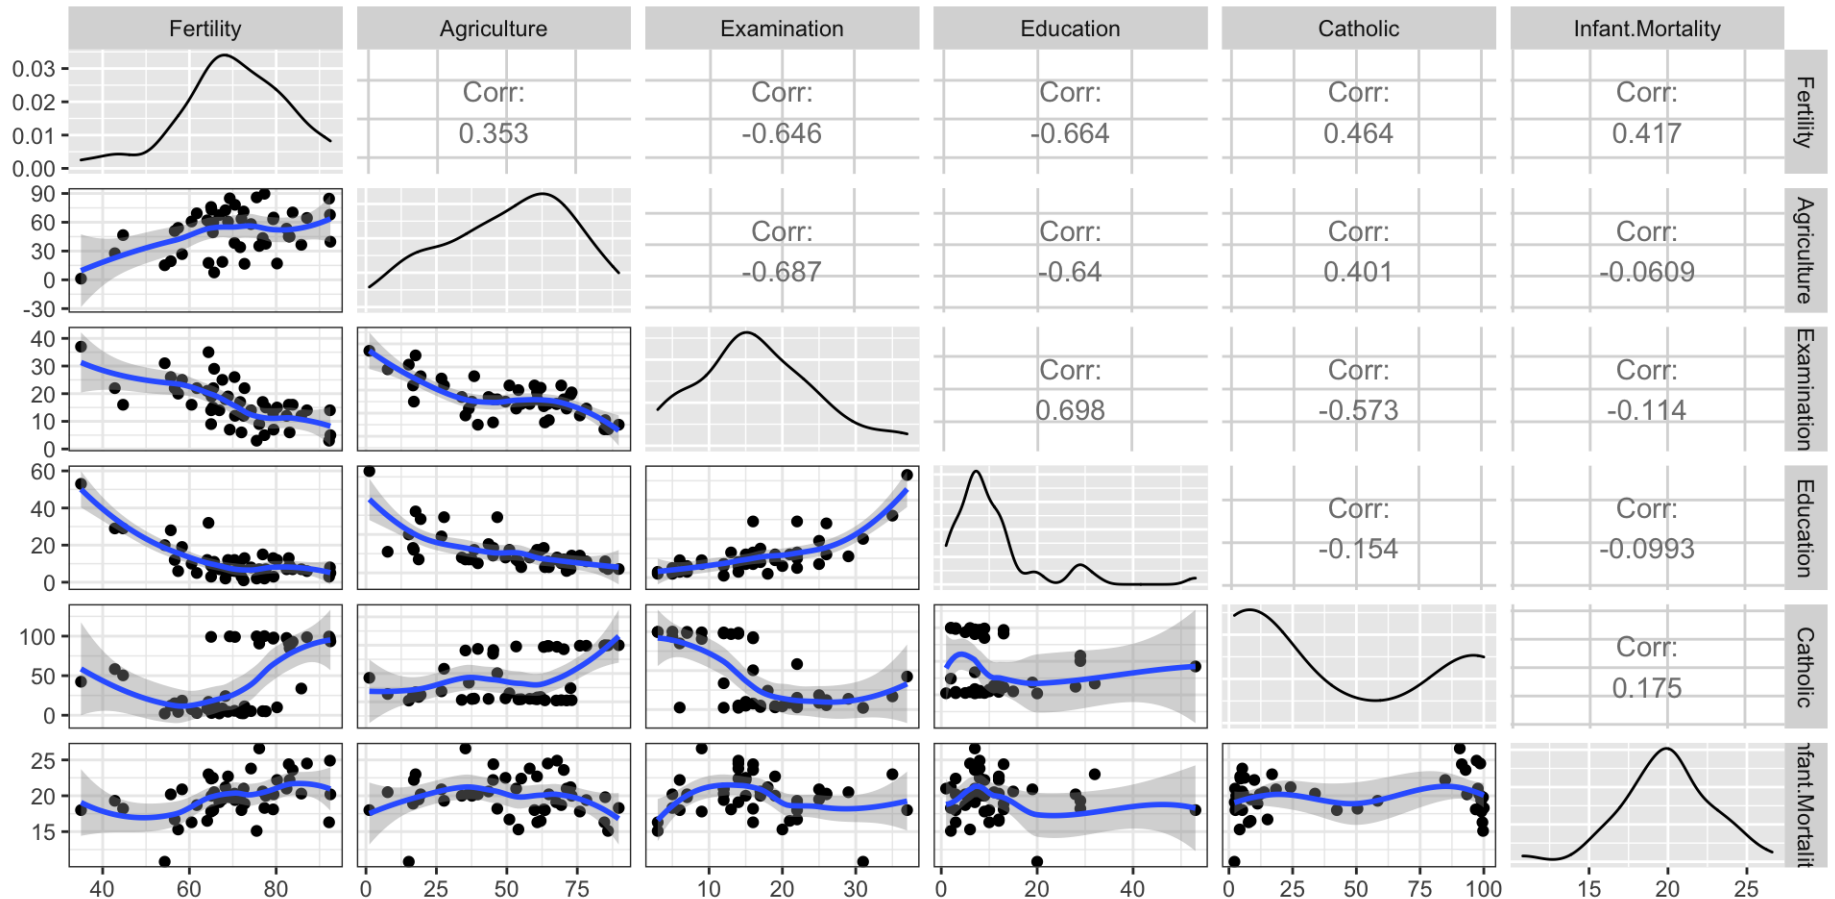 Fertility Agriculture Examination Education Catholic Infant.Mortality
0.03
0.02
0.01
0.00
Corr:
0.353
Corr:
-0.646
Corr:
-0.664
Corr:
0.464
Corr:
0.417
Fertility
90
60
30
0
-30
Corr:
-0.687
Corr:
-0.64
Corr:
0.401
Corr:
-0.0609
Agriculture
40
30
20
10
0
Corr:
0.698
Corr:
-0.573
Corr:
-0.114
Examination
60
40
20
0
Corr:
-0.154
Corr:
-0.0993
Education
100
50
0
Corr:
0.175
Catholic
25
20
15
nfant.Mortalit
40 60 80 0 25 50 75 10 20 30 0 20 40 0 25 50 75 100 15 20 25